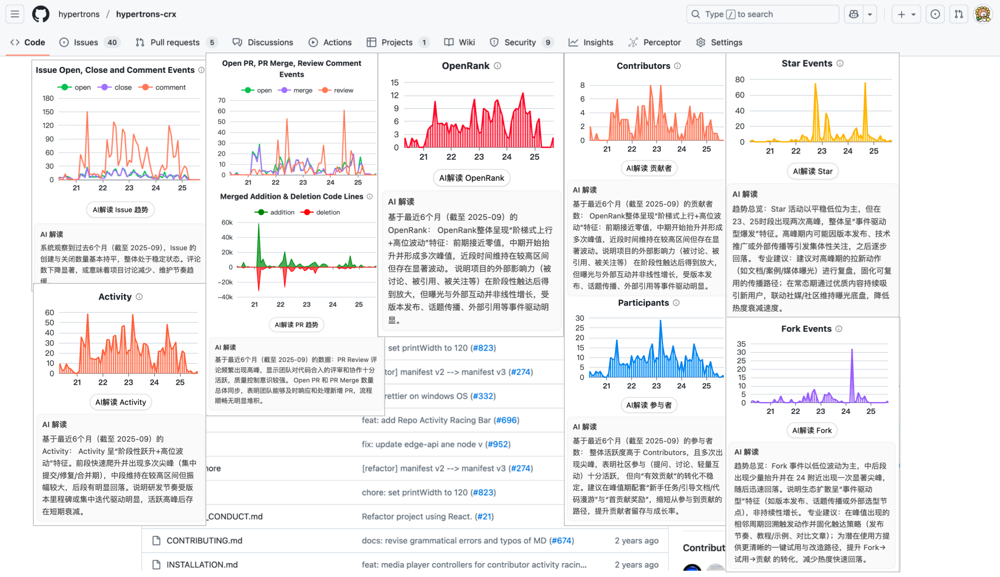 hypertrons / hypertrons-crx
Type / to search
Code
Issues 40
Pull requests 5
Discussions
Actions
Projects 1
Wiki
Security 9
Insights
Perceptor
Settings
Issue Open, Close and Comment Events
open close comment
180
150
120
90
60
30
0
21 22 23 24 25
AI解读 Issue 趋势
AI 解读
系统观察到过去6个月（截至 2025-09），Issue 的
创建与关闭数量基本持平，整体处于稳定状态。评论
数下降显著，或意味着项目讨论减少、维护节奏趋
缓。
Activity
60
50
40
30
20
10
0
21 22 23 24 25
AI解读 Activity
AI 解读
基于最近6个月（截至 2025-09）的
Activity： Activity 呈“阶段性跃升+高位波
动”特征。前段快速爬升并出现多次尖峰（集中
提交/修复/合并期），中段维持在较高区间但振
幅较大，后段有明显回落。说明研发节奏受版
本里程碑或集中迭代驱动明显，活跃高峰后存
在短期衰减。
Open PR, PR Merge, Review Comment
Events
open merge review
70
60
50
40
30
20
10
0
21 22 23 24 25
Merged Addition & Deletion Code Lines
addition deletion
60k
40k
20k
0
−20k
−40k
21 22 23 24 25
AI解读 PR 趋势
AI 解读
基于最近6个月（截至 2025-09）的数据：PR Review 评
论频繁出现高峰，显示团队对代码合入的评审和协作十分
活跃，质量控制意识较强。 Open PR 和 PR Merge 数量
总体同步，表明团队能够及时响应和处理新增 PR，流程
顺畅无明显堆积。
OpenRank
15
12
9
6
3
0
21 22 23 24 25
AI解读 OpenRank
AI 解读
基于最近6个月（截至 2025-09）的
OpenRank： OpenRank整体呈现“阶梯式上行
+高位波动”特征：前期接近零值，中期开始抬
升并形成多次峰值，近段时间维持在较高区间
但存在显著波动。 说明项目的外部影响力（被
讨论、被引用、被关注等）在阶段性触达后得
到放大，但曝光与外部互动并非线性增长，受
版本发布、话题传播、外部引用等事件驱动明
显。
Contributors
8
6
4
2
0
21 22 23 24 25
AI解读 贡献者
AI 解读
基于最近6个月（截至 2025-09）的贡献者
数： OpenRank整体呈现“阶梯式上行+高位波
动”特征：前期接近零值，中期开始抬升并形成
多次峰值，近段时间维持在较高区间但存在显
著波动。说明项目的外部影响力（被讨论、被
引用、被关注等） 在阶段性触达后得到放大，
但曝光与外部互动并非线性增长，受版本发
布、话题传播、外部引用等事件驱动明显。
Participants
30
25
20
15
10
5
0
21 22 23 24 25
AI解读 参与者
AI 解读
基于最近6个月（截至 2025-09）的参与者
数： 整体活跃度高于 Contributors，且多次出
现尖峰，表明社区参与（提问、讨论、轻量互
动）十分活跃， 但向“有效贡献”的转化不稳
定。建议在峰值期配套“新手任务/引导文档/代
码漫游”与“首贡献奖励”，缩短从参与到贡献的
路径，提升贡献者留存与成长率。
Star Events
80
60
40
20
0
21 22 23 24 25
AI解读 Star
AI 解读
趋势总览：Star 活动以平稳低位为主，但在
23、25时段出现两次高峰，整体呈“事件驱动
型爆发”特征。高峰期内可能因版本发布、技术
推广或外部传播等引发集体性关注，之后逐步
回落。 专业建议：建议对高峰期的拉新动作
（如文档/案例/媒体曝光）进行复盘，固化可复
用的传播路径；在常态期通过优质内容持续吸
引新用户，联动社媒/社区维持曝光底盘，降低
热度衰减速度。
Fork Events
35
30
25
20
15
10
5
0
21 22 23 24 25
AI解读 Fork
AI 解读
趋势总览：Fork 事件以低位波动为主，中后段
出现少量抬升并在 24 附近出现一次显著尖峰，
随后迅速回落。说明生态扩散呈“事件驱动
型”特征（如版本发布、话题传播或外部选型节
点），非持续性增长。 专业建议：在峰值出现的
相邻周期回溯触发动作并固化触达策略（发布
节奏、教程/示例、对比文章）；为潜在使用方提
供更清晰的一键试用与改造路径，提升 Fork→
试用→贡献 的转化，减少热度快速回落。
: set printWidth to 120 (#823)
tor] manifest v2 --> manifest v3 (#274)
rettier on windows OS (#332)
feat: add Repo Activity Racing Bar (#696)
fix: update edge-api ane node v (#952)
nore [refactor] manifest v2 --> manifest v3 (#274)
chore: set printWidth to 120 (#823)
_CONDUCT.md Refactor project using React. (#21)
CONTRIBUTING.md docs: revise grammatical errors and typos of MD (#674) 2 years ago
INSTALLATION.md feat: media player controllers for contributor activity racin... 2 years ago
Contribut